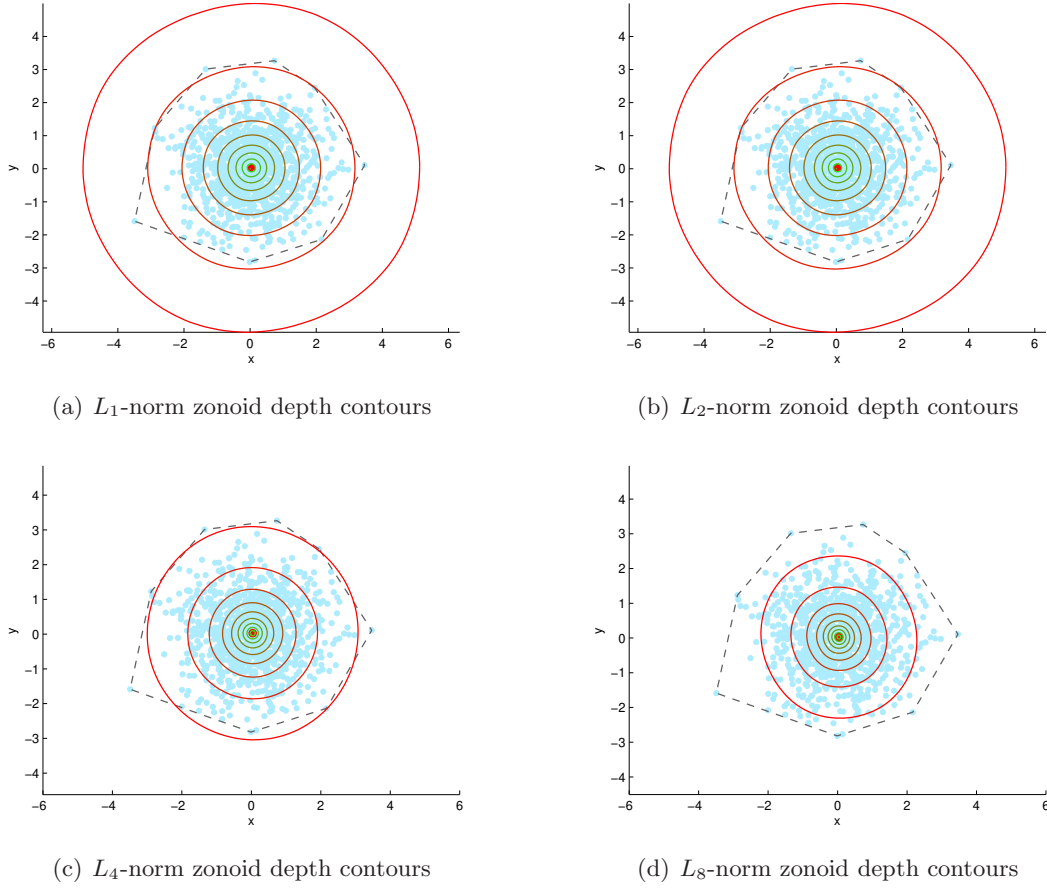 4
3
2
1
0
−1
−2
−3
−4
y
−6 −4 −2 0 2 4 6
x
(a) L1-norm zonoid depth contours
4
3
2
1
0
−1
−2
−3
−4
y
−6 −4 −2 0 2 4 6
x
(b) L2-norm zonoid depth contours
4
3
2
1
0
−1
−2
−3
−4
y
−6 −4 −2 0 2 4 6
x
(c) L4-norm zonoid depth contours
4
3
2
1
0
−1
−2
−3
−4
y
−6 −4 −2 0 2 4 6
x
(d) L8-norm zonoid depth contours